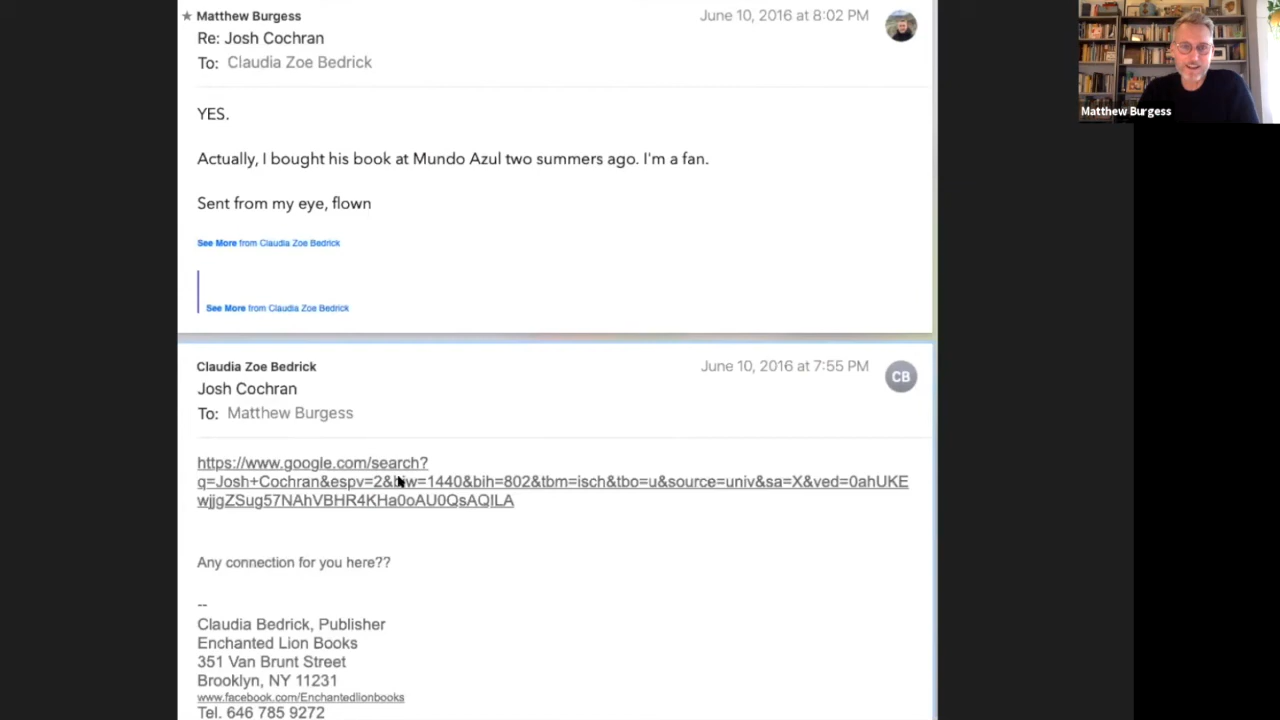 Matthew Burgess
June 10, 2016 at 8:02 PM
Re: Josh Cochran
To: Claudia Zoe Bedrick
YES.
Actually, I bought his book at Mundo Azul two summers ago. I'm a fan.
Sent from my eye, flown
See More from Claudia Zoe Bedrick
See More from Claudia Zoe Bedrick
Claudia Zoe Bedrick
June 10, 2016 at 7:55 PM
CB
Josh Cochran
To: Matthew Burgess
https://www.google.com/search?
q=Josh+Cochran&espv=2&biw=1440&bih=802&tbm=isch&tbo=u&source=univ&sa=X&ved=0ahUKE
wjjgZSug57NAhVBHR4KHa0oAU0QsAQILA
Any connection for you here??
--
Claudia Bedrick, Publisher
Enchanted Lion Books
351 Van Brunt Street
Brooklyn, NY 11231
www.facebook.com/Enchantedlionbooks
Tel. 646 785 9272
Matthew Burgess